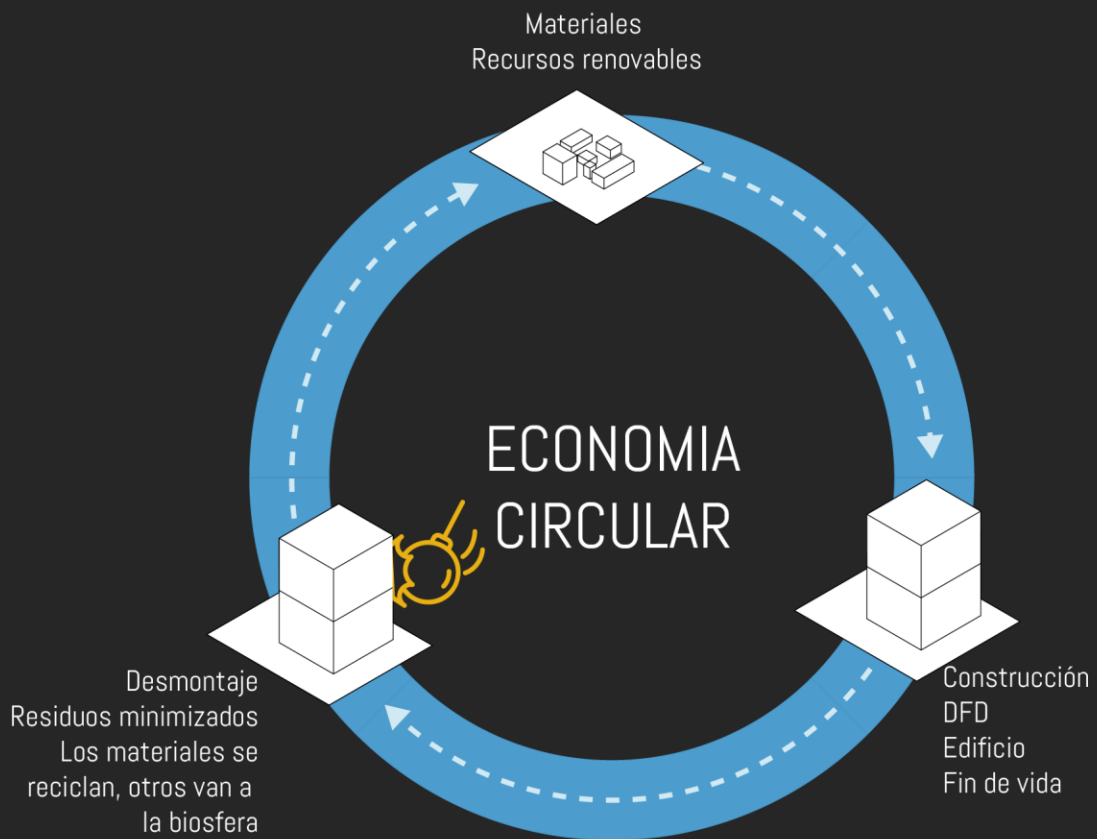 Materiales
Recursos renovables
ECONOMIA
CIRCULAR
Desmontaje
Residuos minimizados
Los materiales se
reciclan, otros van a
la biosfera
Construcción
DFD
Edificio
Fin de vida